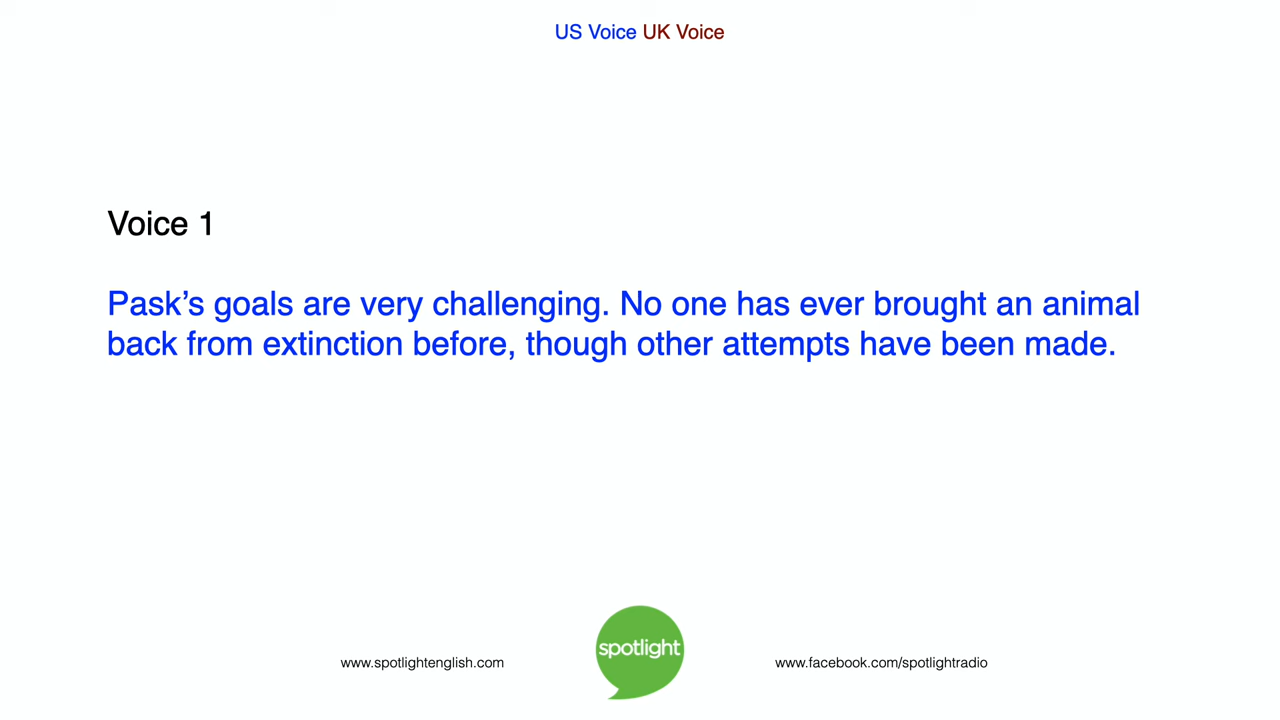 US Voice UK Voice
Voice 1
Pask’s goals are very challenging. No one has ever brought an animal
back from extinction before, though other attempts have been made.
spotlight
www.spotlightenglish.com
www.facebook.com/spotlightradio